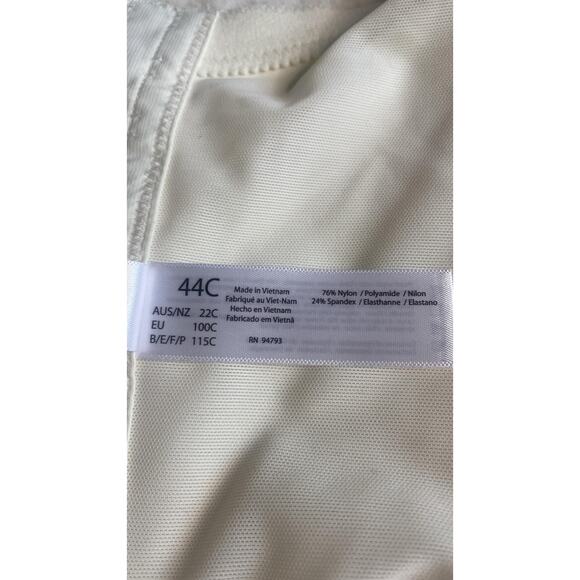 44C
AUS/NZ 22C
EU 100C
B/E/F/P 115C
Made in Vietnam
Fabriqué au Viet-Nam
Hecho en Vietnam
Fabricado em Vietnã
RN 94793
76% Nylon / Polyamide / Nilon
24% Spandex / Elasthanne / Elastano